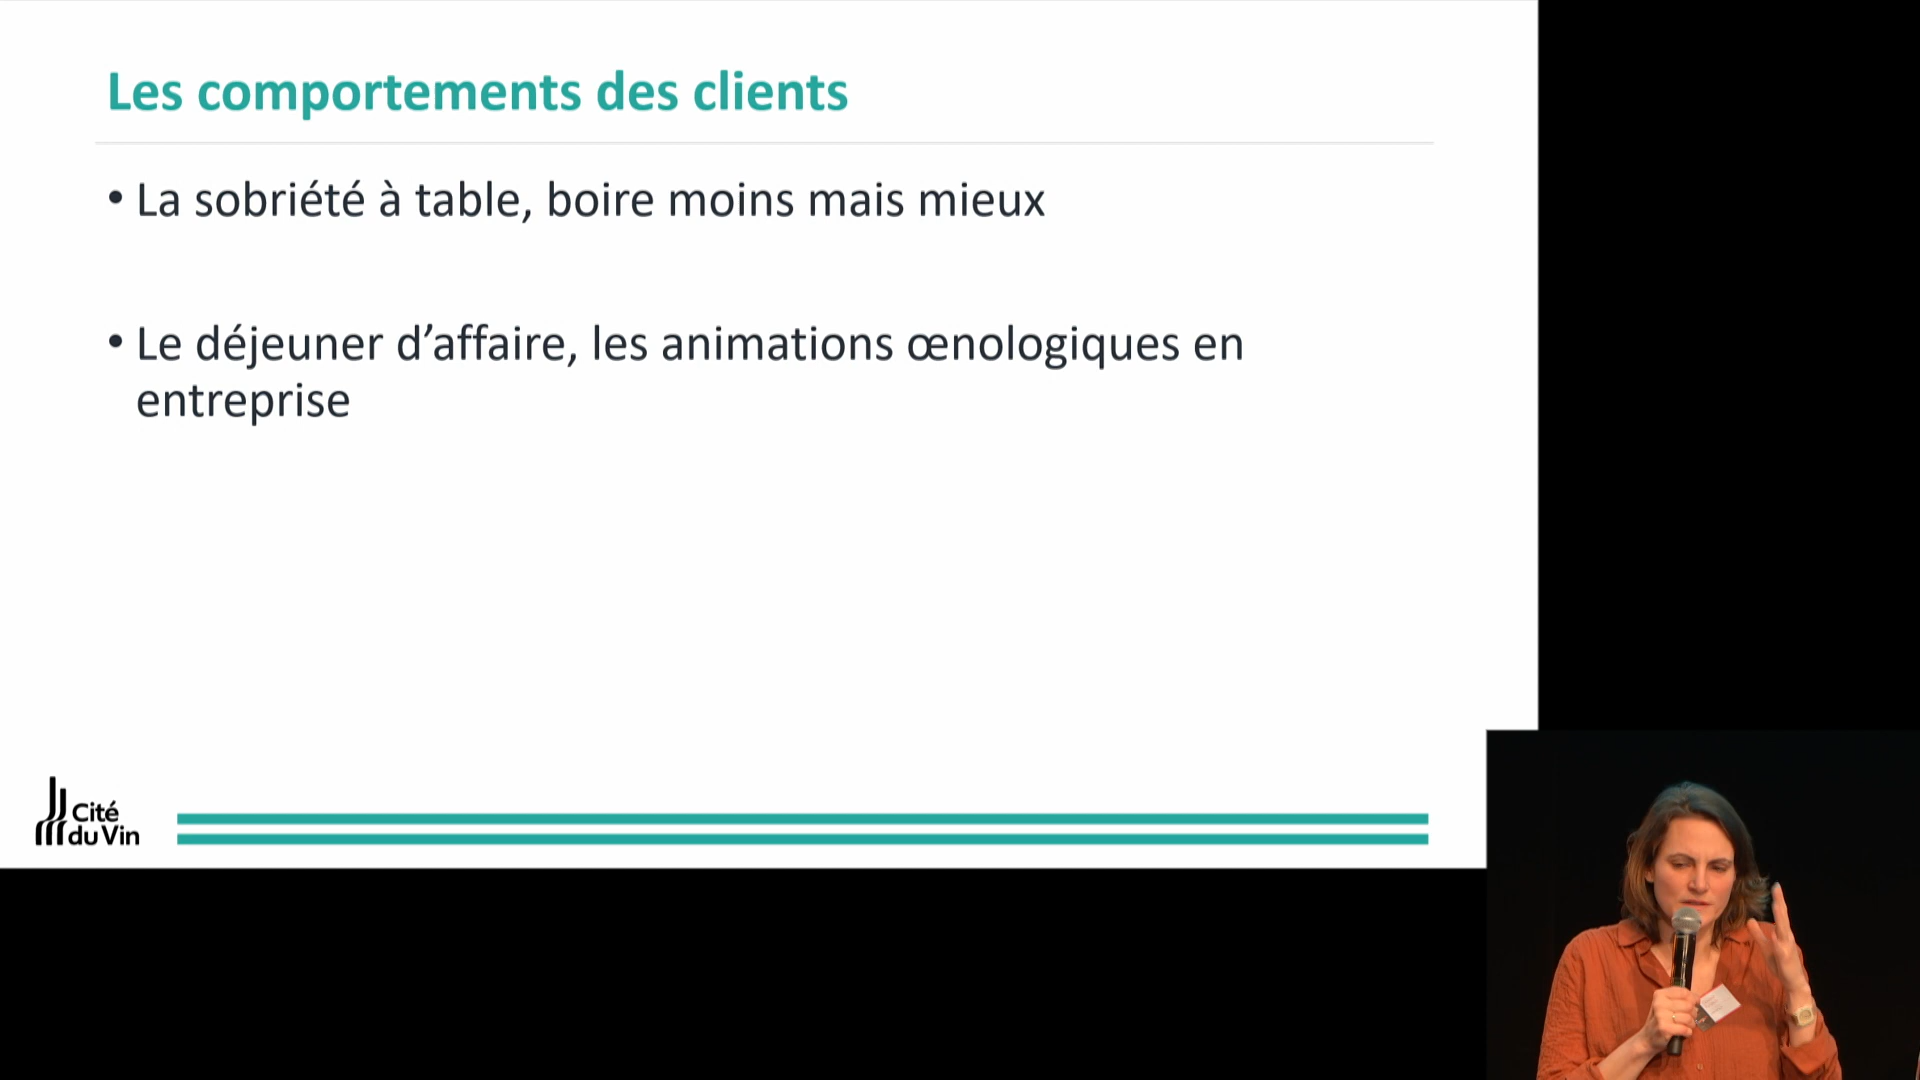 Les comportements des clients
• La sobriété à table, boire moins mais mieux
• Le déjeuner d’affaire, les animations œnologiques en
entreprise
Cité
du Vin